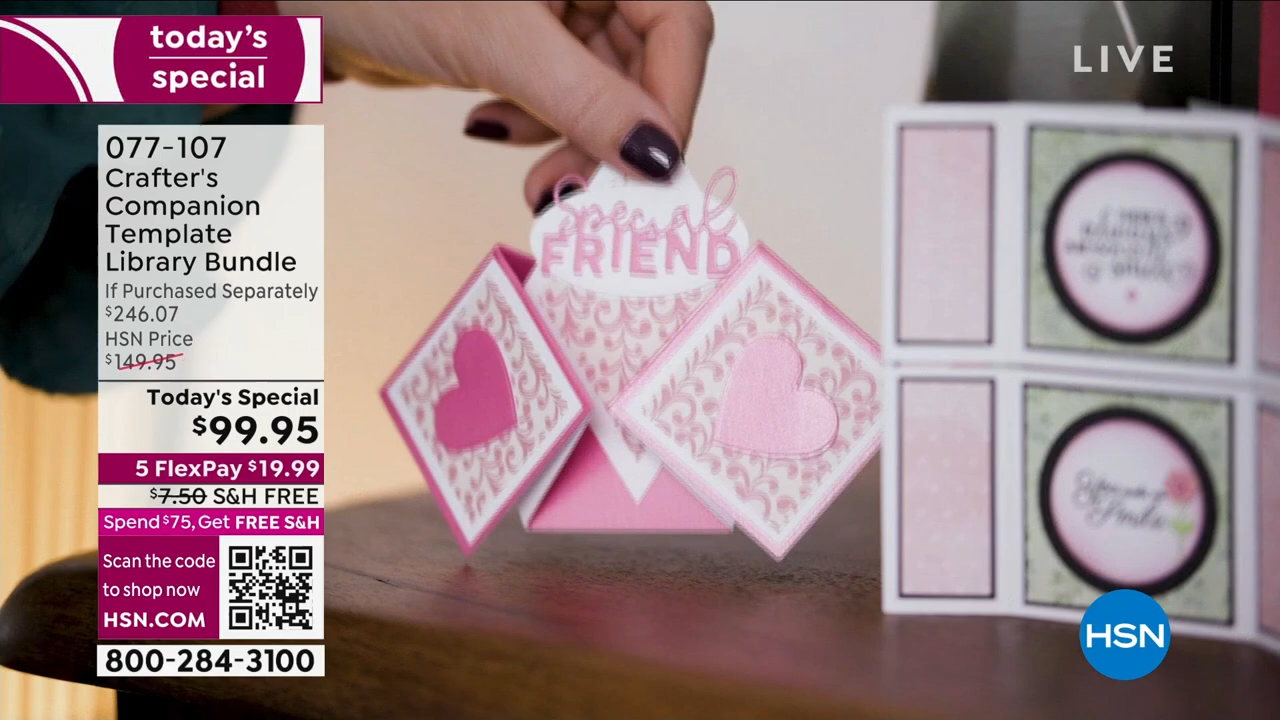 today's
special
LIVE
077-107
Crafter's
Companion
Template
Library Bundle
If Purchased Separately
$246.07
HSN Price
$149.95
Today's Special
$99.95
5 FlexPay $19.99
$7.50 S&H FREE
Spend $75, Get FREE S&H
Scan the code
to shop now
HSN.COM
800-284-3100
Special
FRIEND
HSN